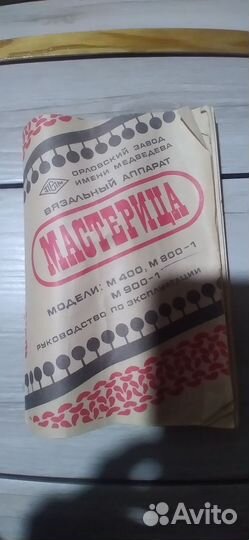 ОРЛОВСКИЙ ЗАВОД
ИМЕНИ МЕДВЕДЕВА
ВЯЗАЛЬНЫЙ АППАРАТ
МАСТЕРИЦА
МОДЕЛИ: М 400, М 800-1
М 900-1
РУКОВОДСТВО ПО ЭКСПЛУАТАЦИИ
Avito